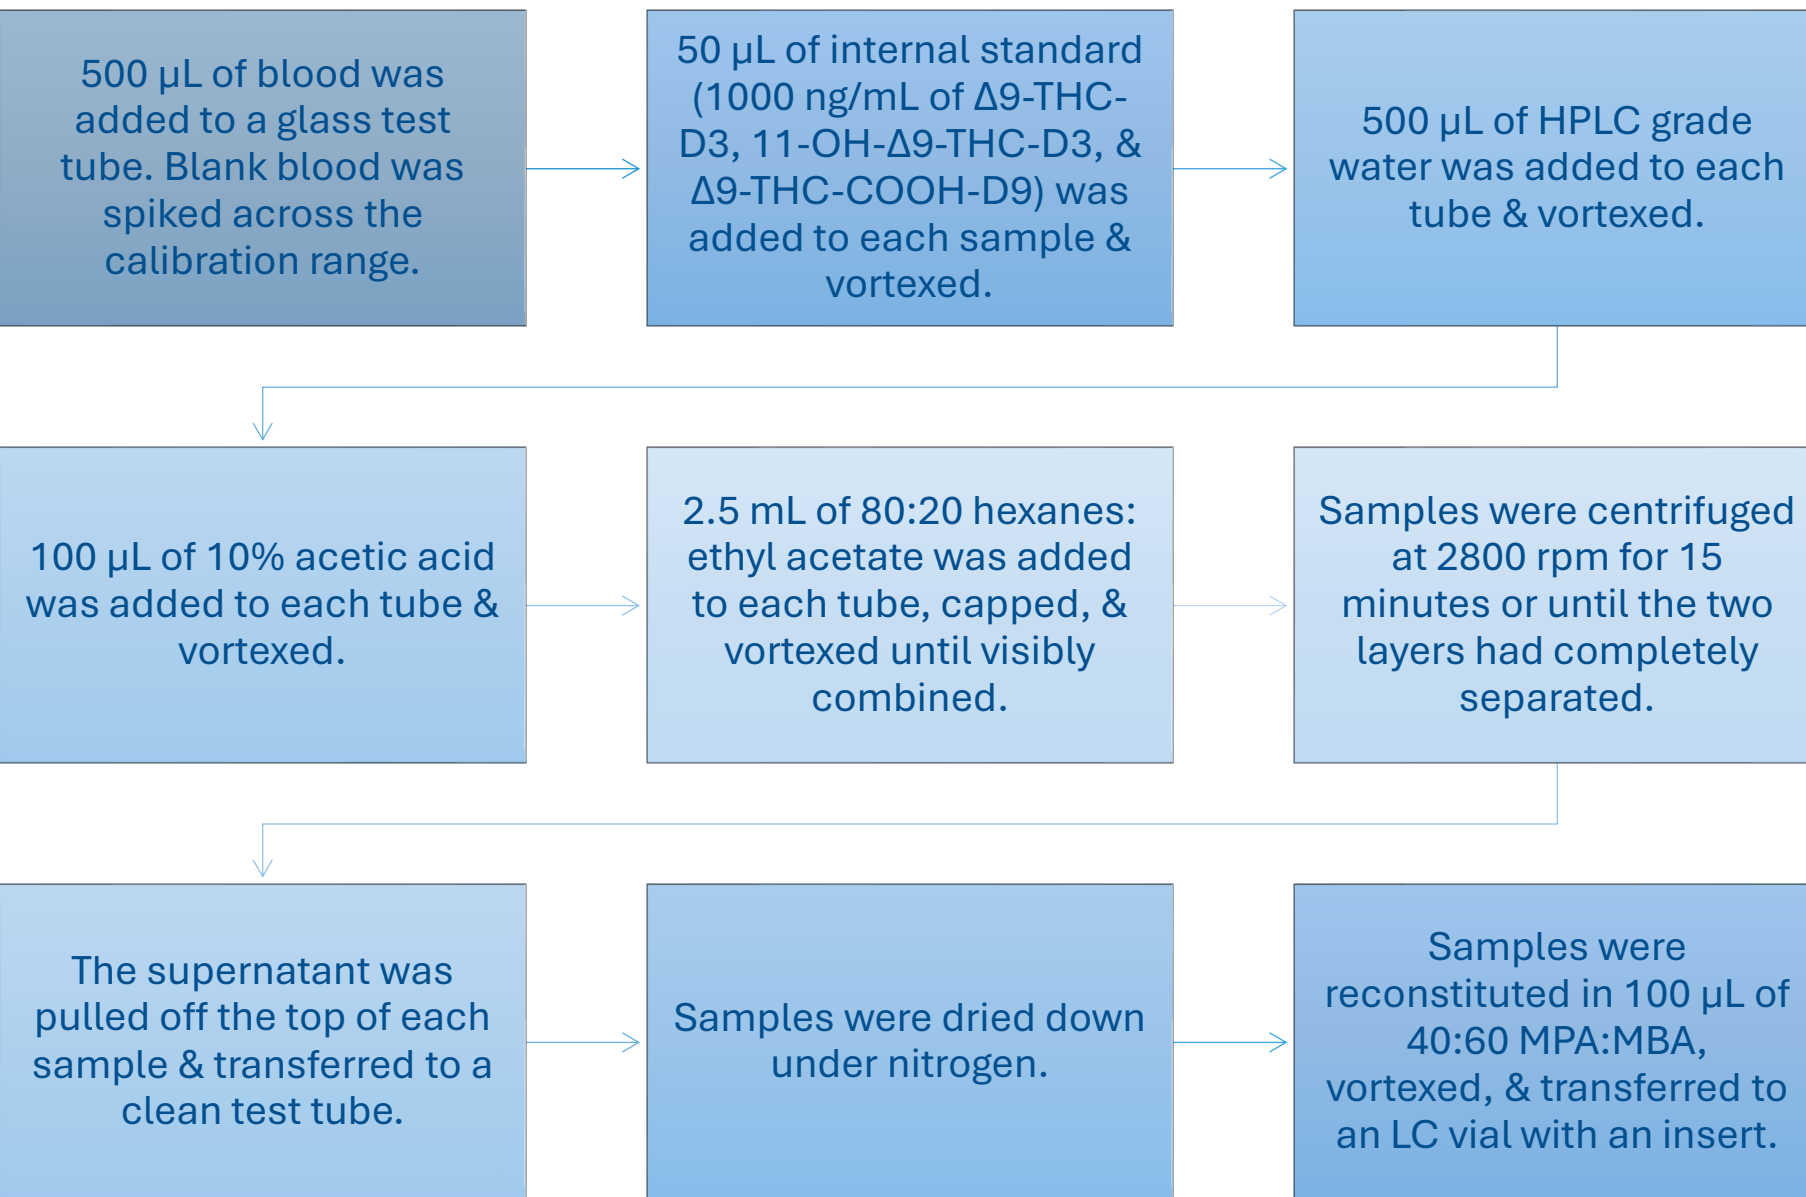 500 µL of blood was
added to a glass test
tube. Blank blood was
spiked across the
calibration range.
50 µL of internal standard
(1000 ng/mL of Δ9-THC-
D3, 11-OH-Δ9-THC-D3, &
Δ9-THC-COOH-D9) was
added to each sample &
vortexed.
500 µL of HPLC grade
water was added to each
tube & vortexed.
100 µL of 10% acetic acid
was added to each tube &
vortexed.
2.5 mL of 80:20 hexanes:
ethyl acetate was added
to each tube, capped, &
vortexed until visibly
combined.
Samples were centrifuged
at 2800 rpm for 15
minutes or until the two
layers had completely
separated.
The supernatant was
pulled off the top of each
sample & transferred to a
clean test tube.
Samples were dried down
under nitrogen.
Samples were
reconstituted in 100 µL of
40:60 MPA:MBA,
vortexed, & transferred to
an LC vial with an insert.